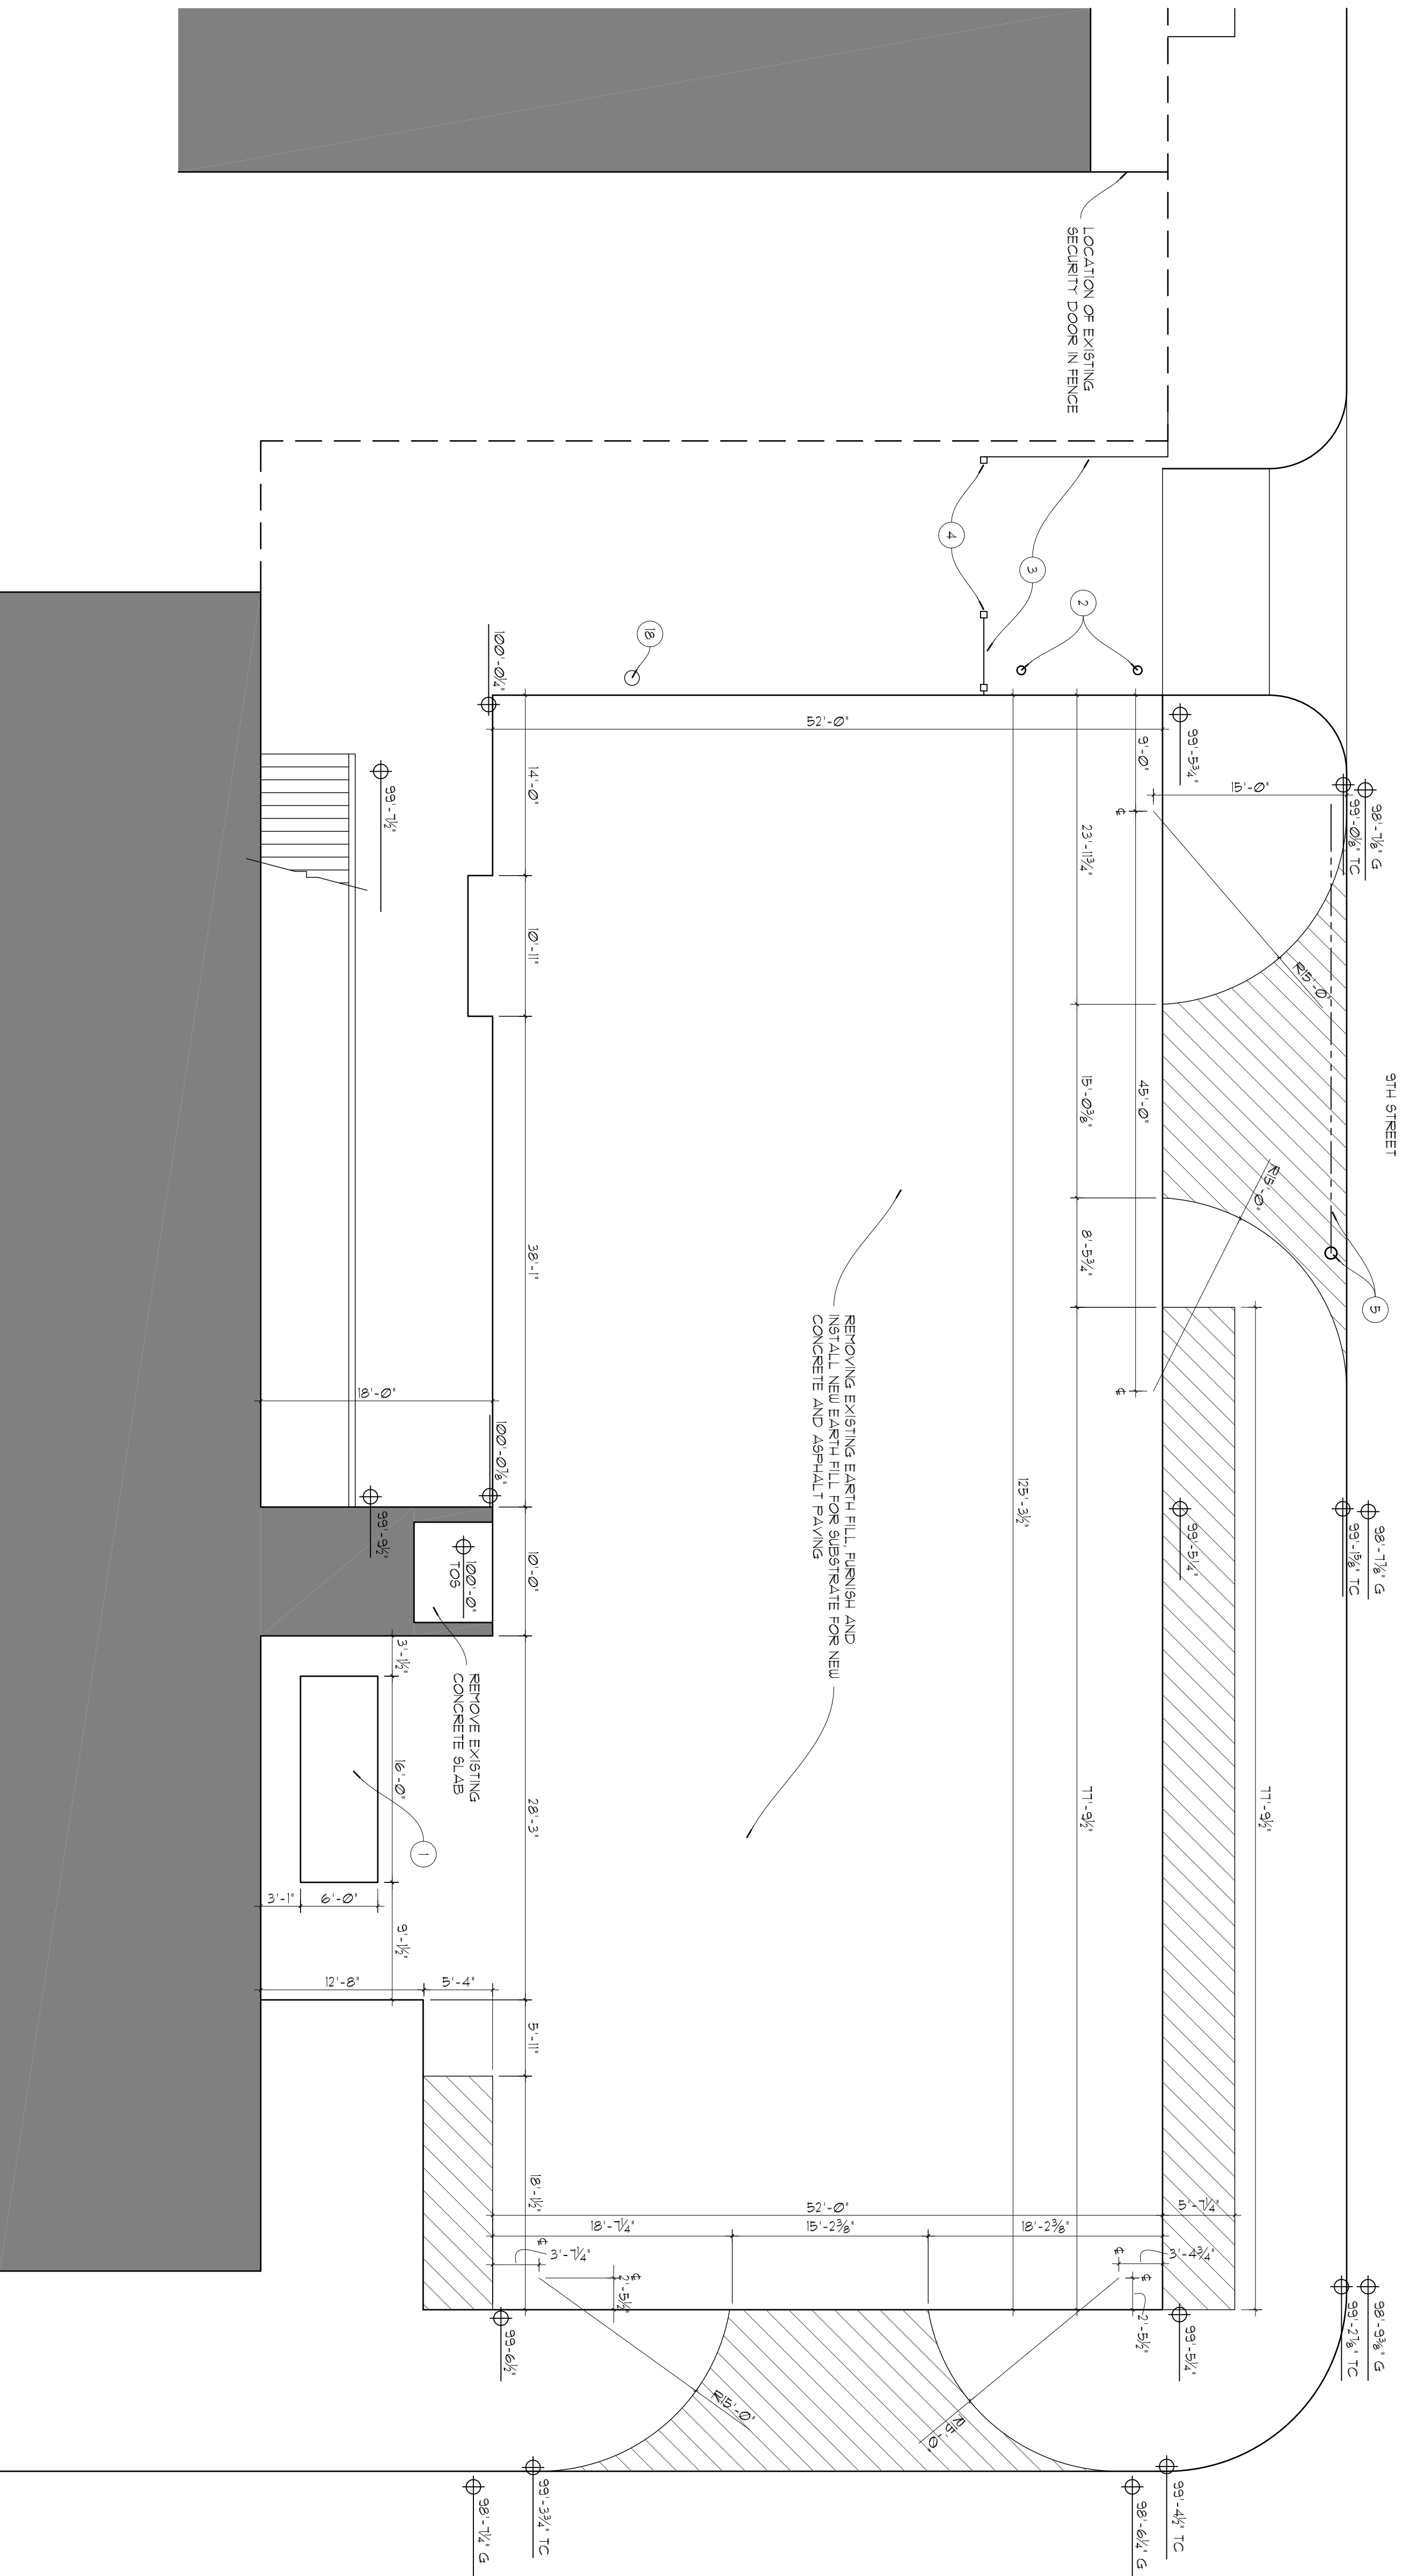 9TH STREET
LOCATION OF EXISTING
SECURITY DOOR IN FENCE
4
3
2
18
100'-0¼"
99'-5¾"
98'-7⅛" G
99'-0⅛" TC
15'-0"
52'-0"
9'-0"
23'-11¾"
14'-0"
99'-7½"
10'-11"
R15'-0"
45'-0"
15'-0⅜"
R15'-0"
8'-5¾"
5
38'-1"
REMOVING EXISTING EARTH FILL, FURNISH AND
INSTALL NEW EARTH FILL FOR SUBSTRATE FOR NEW
CONCRETE AND ASPHALT PAVING
18'-0"
100'-0⅞"
99'-9½"
125'-3½"
99'-5¼"
98'-7⅞" G
99'-1⅝" TC
100'-0"
TOS
10'-0"
REMOVE EXISTING
CONCRETE SLAB
3'-1½"
16'-0"
1
28'-3"
77'-9½"
77'-9½"
3'-1"
6'-0"
9'-1½"
12'-8"
5'-4"
5'-11"
18'-1½"
52'-0"
5'-7¼"
18'-7¼"
15'-2⅜"
18'-2⅜"
3'-7¼"
3'-4¾"
2'-5½"
2'-5½"
99-6½"
99'-5¼"
98'-9⅜" G
99'-2⅞" TC
R15'-0"
R15'-0"
99'-3¾" TC
98'-7¼" G
99'-4½" TC
98'-6¼" G